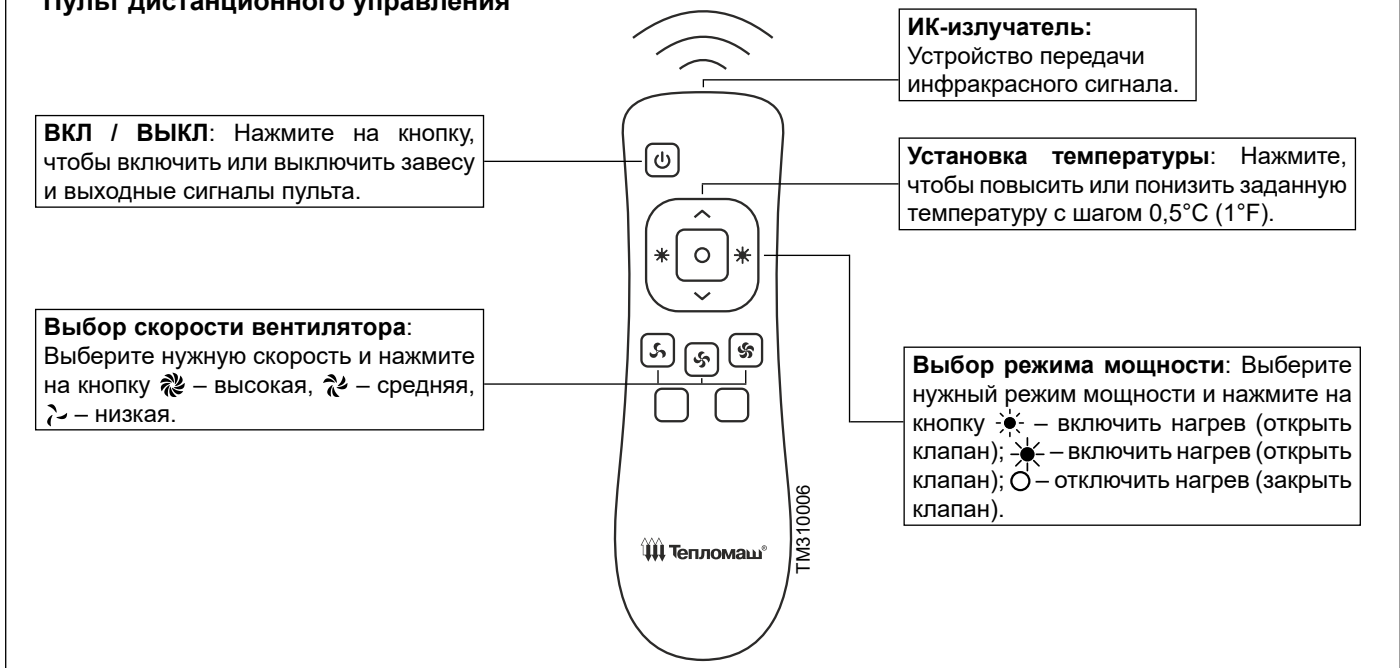 Пульт дистанционного управления
ИК-излучатель:
Устройство передачи
инфракрасного сигнала.
ВКЛ / ВЫКЛ: Нажмите на кнопку,
чтобы включить или выключить завесу
и выходные сигналы пульта.
Установка температуры: Нажмите,
чтобы повысить или понизить заданную
температуру с шагом 0,5°C (1°F).
Выбор скорости вентилятора:
Выберите нужную скорость и нажмите
на кнопку – высокая, – средняя,
– низкая.
Выбор режима мощности: Выберите
нужный режим мощности и нажмите на
кнопку – включить нагрев (открыть
клапан); – включить нагрев (открыть
клапан); – отключить нагрев (закрыть
клапан).
Тепломаш®
TM310006